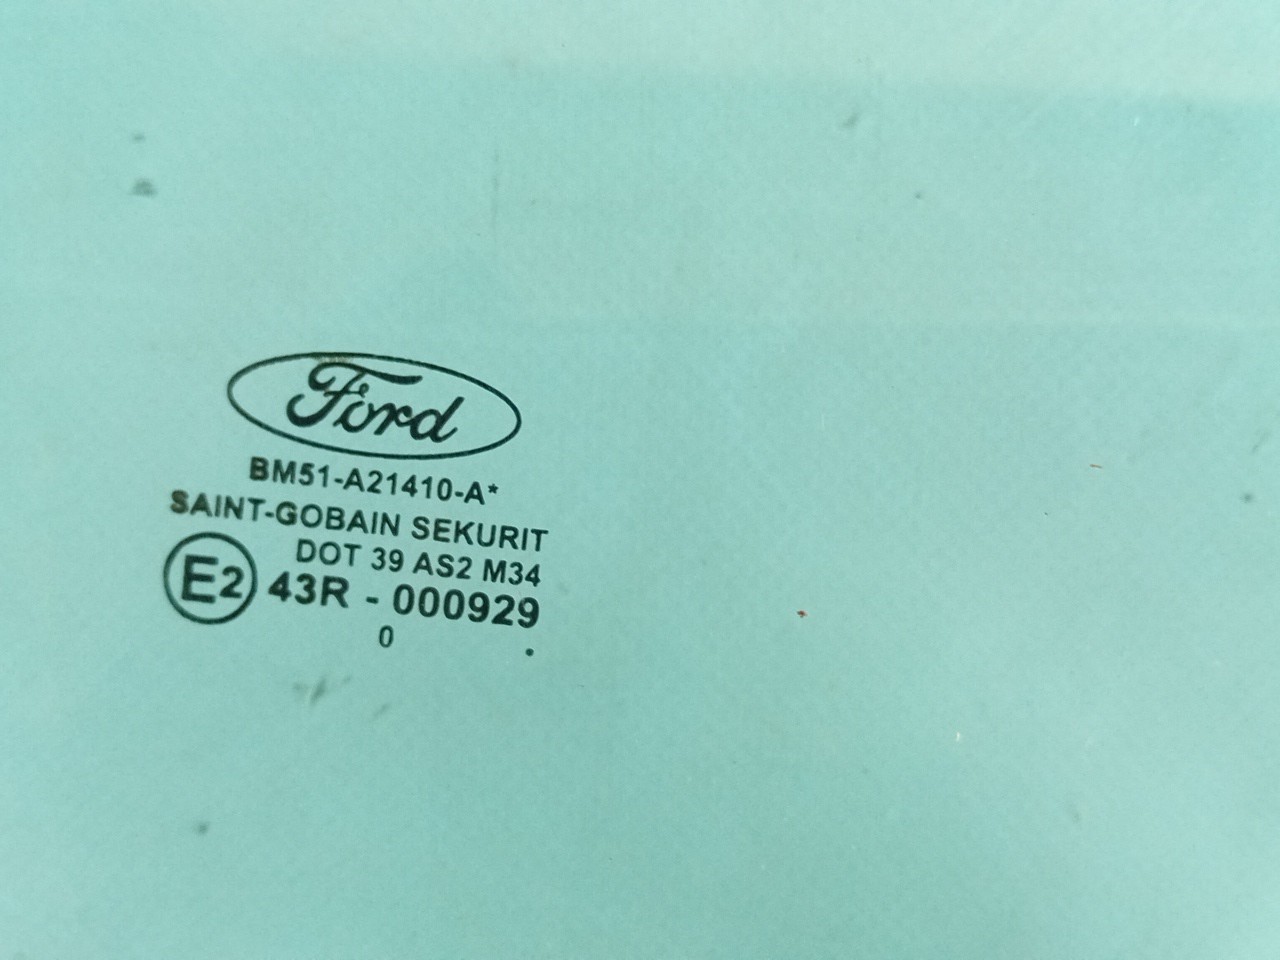 Ford
BM51-A21410-A*
SAINT-GOBAIN SEKURIT
DOT 39 AS2 M34
E2 43R - 000929
0 .